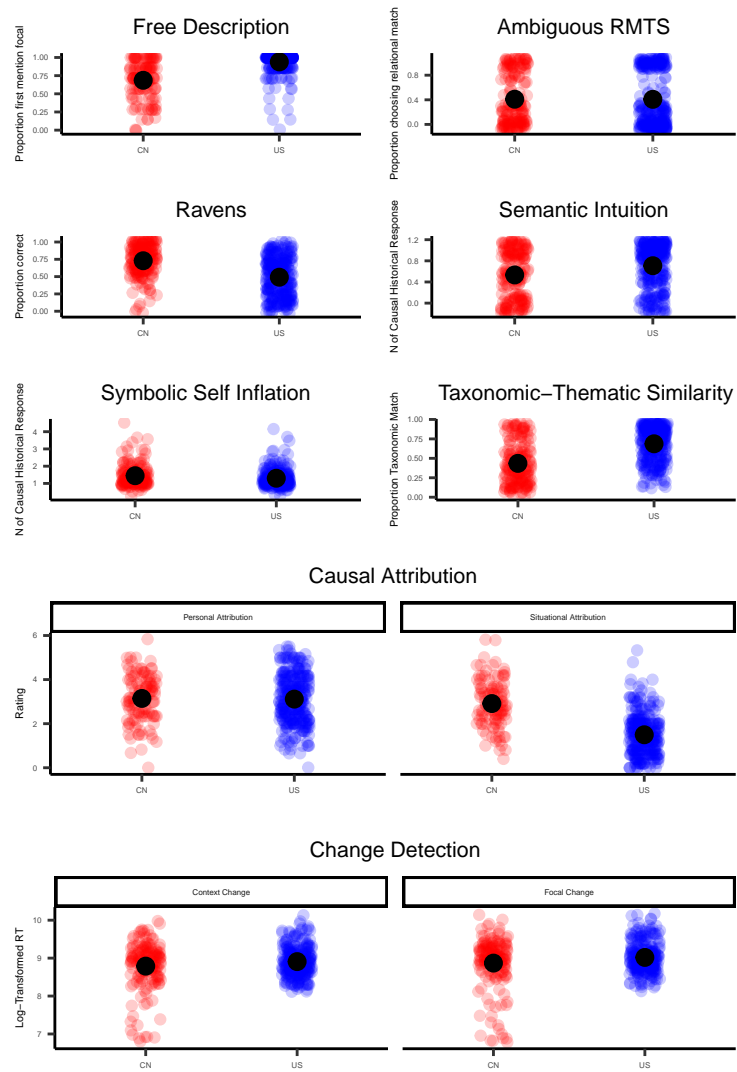 Free Description
Proportion first mention focal
1.00
0.75
0.50
0.25
0.00
CN
US
Ambiguous RMTS
Proportion choosing relational match
0.8
0.4
0.0
CN
US
Ravens
Proportion correct
1.00
0.75
0.50
0.25
0.00
CN
US
Semantic Intuition
N of Causal Historical Response
1.2
0.8
0.4
0.0
CN
US
Symbolic Self Inflation
N of Causal Historical Response
4
3
2
1
CN
US
Taxonomic−Thematic Similarity
Proportion Taxonomic Match
1.00
0.75
0.50
0.25
0.00
CN
US
Causal Attribution
Personal Attribution
Situational Attribution
Rating
6
4
2
0
CN
US
CN
US
Change Detection
Context Change
Focal Change
Log−Transformed RT
10
9
8
7
CN
US
CN
US